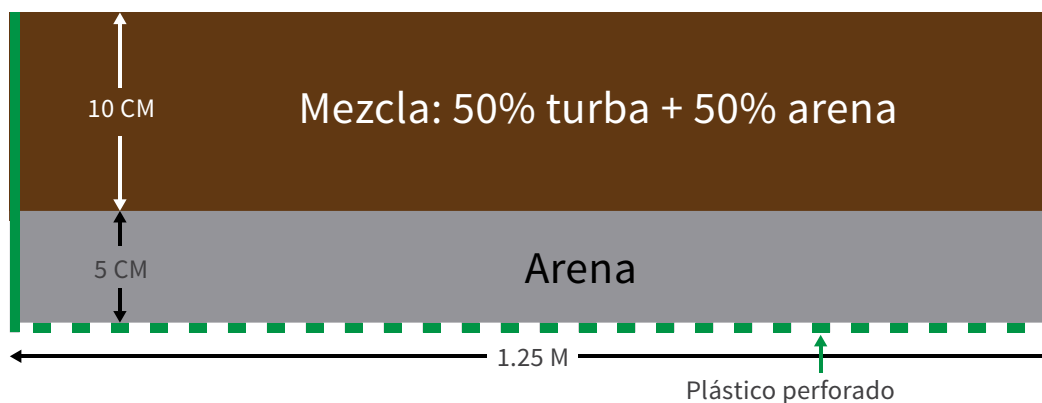 10 CM
Mezcla: 50% turba + 50% arena
5 CM
Arena
1.25 M
Plástico perforado